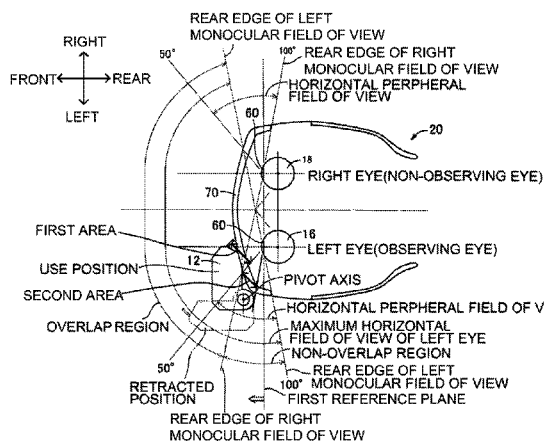 REAR EDGE OF LEFT
MONOCULAR FIELD OF VIEW
RIGHT
FRONT
REAR
LEFT
50°
100°
REAR EDGE OF RIGHT
MONOCULAR FIELD OF VIEW
HORIZONTAL PERPHERAL
FIELD OF VIEW
60
20
18
RIGHT EYE(NON-OBSERVING EYE)
70
60
16
FIRST AREA
LEFT EYE(OBSERVING EYE)
USE POSITION
12
SECOND AREA
PIVOT AXIS
OVERLAP REGION
HORIZONTAL PERPHERAL FIELD OF V
MAXIMUM HORIZONTAL
FIELD OF VIEW OF LEFT EYE
50°
NON-OVERLAP REGION
RETRACTED
POSITION
REAR EDGE OF LEFT
100°
MONOCULAR FIELD OF VIEW
FIRST REFERENCE PLANE
REAR EDGE OF RIGHT
MONOCULAR FIELD OF VIEW